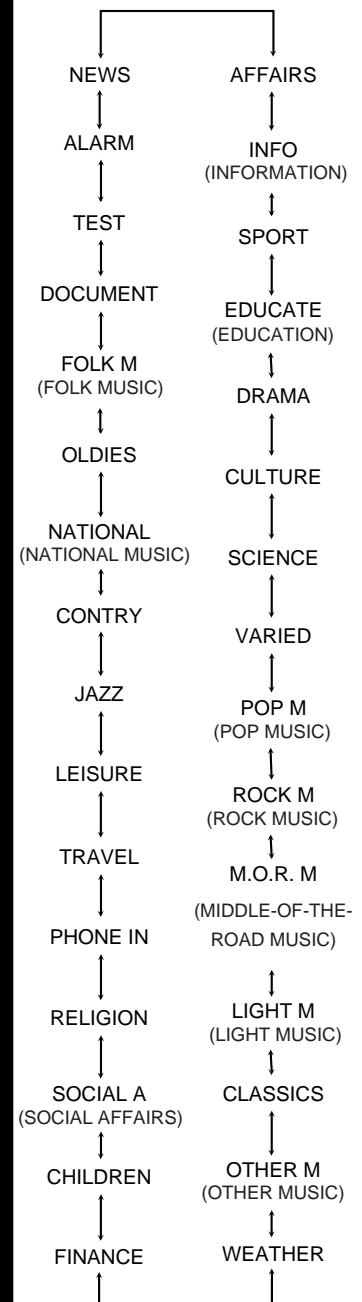 NEWS
ALARM
TEST
DOCUMENT
FOLK M
(FOLK MUSIC)
OLDIES
NATIONAL
(NATIONAL MUSIC)
CONTRY
JAZZ
LEISURE
TRAVEL
PHONE IN
RELIGION
SOCIAL A
(SOCIAL AFFAIRS)
CHILDREN
FINANCE
AFFAIRS
INFO
(INFORMATION)
SPORT
EDUCATE
(EDUCATION)
DRAMA
CULTURE
SCIENCE
VARIED
POP M
(POP MUSIC)
ROCK M
(ROCK MUSIC)
M.O.R. M
(MIDDLE-OF-THE-
ROAD MUSIC)
LIGHT M
(LIGHT MUSIC)
CLASSICS
OTHER M
(OTHER MUSIC)
WEATHER